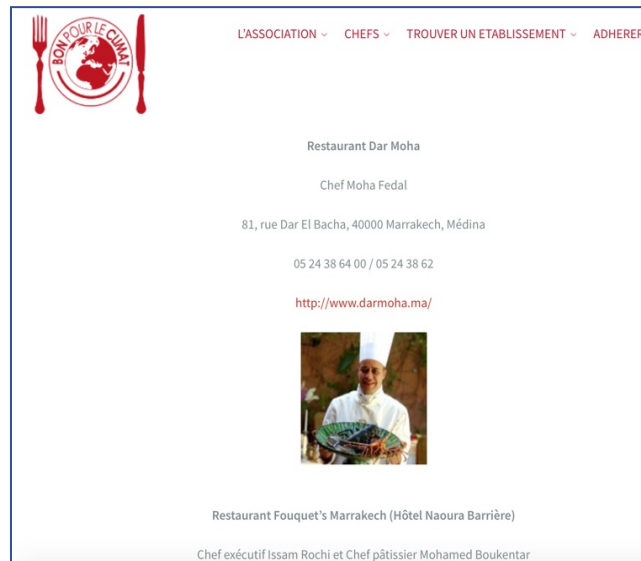 BON POUR LE CLIMAT
L'ASSOCIATION CHEFS TROUVER UN ETABLISSEMENT ADHERER
Restaurant Dar Moha
Chef Moha Fedal
81, rue Dar El Bacha, 40000 Marrakech, Médina
05 24 38 64 00 / 05 24 38 62
http://www.darmoha.ma/
Restaurant Fouquet's Marrakech (Hôtel Naoura Barrière)
Chef exécutif Issam Rochi et Chef pâtissier Mohamed Boukentar